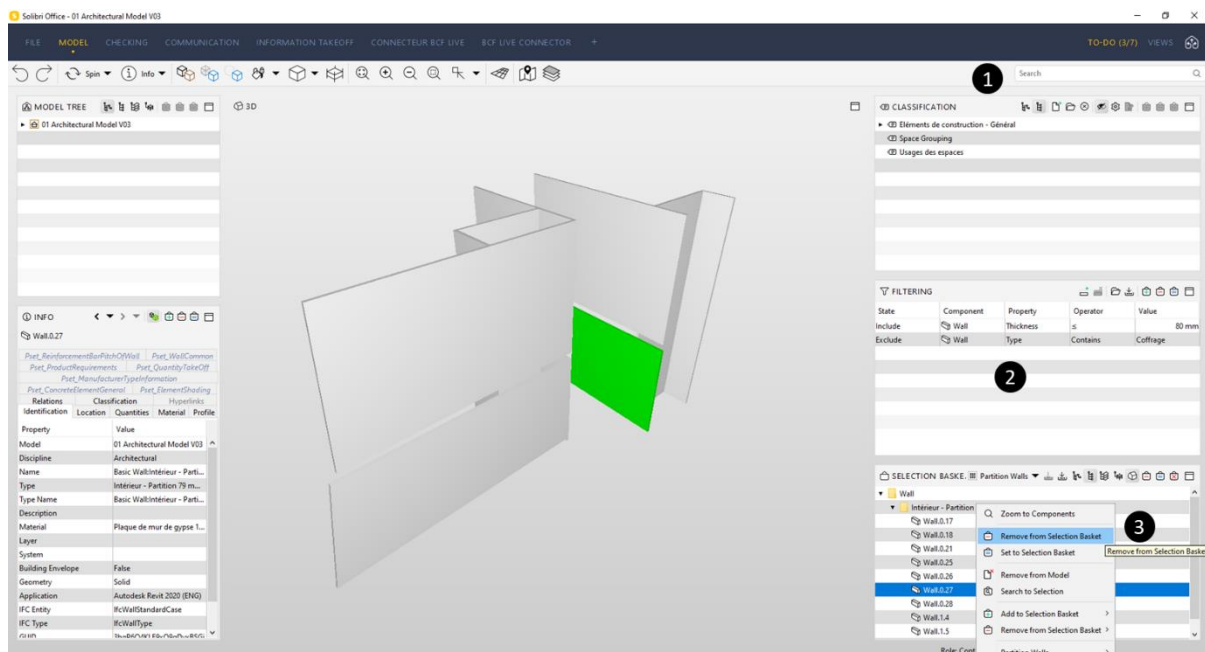 Solibri Office - 01 Architectural Model V03
FILE MODEL CHECKING COMMUNICATION INFORMATION TAKEOFF CONNECTEUR BCF LIVE BCF LIVE CONNECTOR + TO-DO (3/7) VIEWS
Spin Info 1 Search
MODEL TREE
01 Architectural Model V03
3D
CLASSIFICATION
Eléments de construction - Général
Space Grouping
Usages des espaces
INFO
Wall.0.27
Pset_ReinforcementBarPitchOfWall Pset_WallCommon
Pset_ProductRequirements Pset_QuantityTakeOff
Pset_ManufacturerTypeInformation
Pset_ConcreteElementGeneral Pset_ElementShading
Relations Classification Hyperlinks
Identification Location Quantities Material Profile
Property Value
Model 01 Architectural Model V03
Discipline Architectural
Name Basic Wall:Intérieur - Parti...
Type Intérieur - Partition 79 m...
Type Name Basic Wall:Intérieur - Parti...
Description
Material Plaque de mur de gypse 1...
Layer
System
Building Envelope False
Geometry Solid
Application Autodesk Revit 2020 (ENG)
IFC Entity IfcWallStandardCase
IFC Type IfcWallType
GUID
FILTERING
State Component Property Operator Value
Include Wall Thickness ≤ 80 mm
Exclude Wall Type Contains Coffrage
2
SELECTION BASKE. Partition Walls
Wall
Intérieur - Partition
Wall.0.17
Wall.0.18
Wall.0.21
Wall.0.25
Wall.0.26
Wall.0.27
Wall.0.28
Wall.1.4
Wall.1.5
Zoom to Components
Remove from Selection Basket
3
Remove from Selection Baske
Set to Selection Basket
Remove from Model
Search to Selection
Add to Selection Basket >
Remove from Selection Basket >
Partition Walls >
Role: Cont